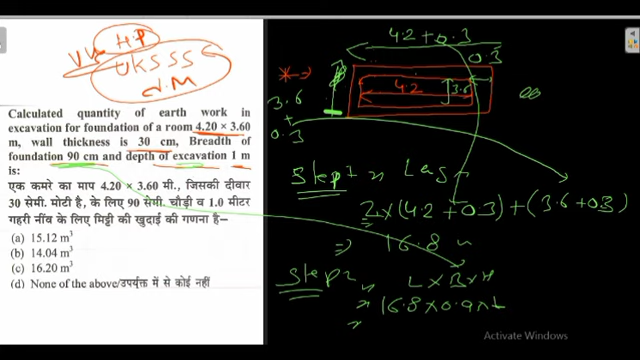 VV
H.P
UKSSS
J.M
Calculated quantity of earth work in
excavation for foundation of a room 4.20 × 3.60
m, wall thickness is 30 cm, Breadth of
foundation 90 cm and depth of excavation 1 m
is:
एक कमरे का माप 4.20 × 3.60 मी., जिसकी दीवार
30 सेमी. मोटी है, के लिए 90 सेमी. चौड़ी व 1.0 मीटर
गहरी नींव के लिए मिट्टी की खुदाई की गणना है–
(a) 15.12 m³
(b) 14.04 m³
(c) 16.20 m³
(d) None of the above/उपर्युक्त में से कोई नहीं
4.2+0.3
0.3
4.2
3.6
3.6
+
0.3
Step 1
2 × (4.2 + 0.3) + (3.6 + 0.3)
⇒ 16.8
Step 2
L × B × H
16.8 × 0.9 × 1
Activate Windows